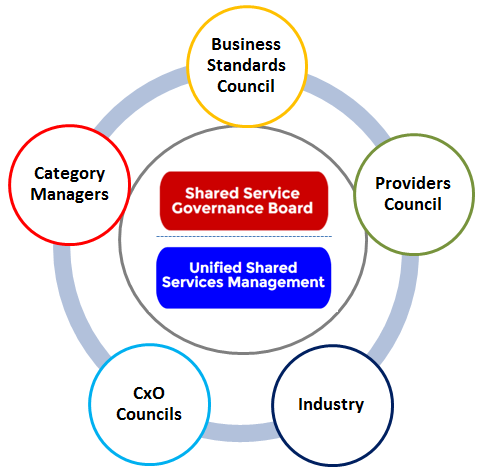 Business
Standards
Council
Category
Managers
Providers
Council
Shared Service
Governance Board
Unified Shared
Services Management
CxO
Councils
Industry